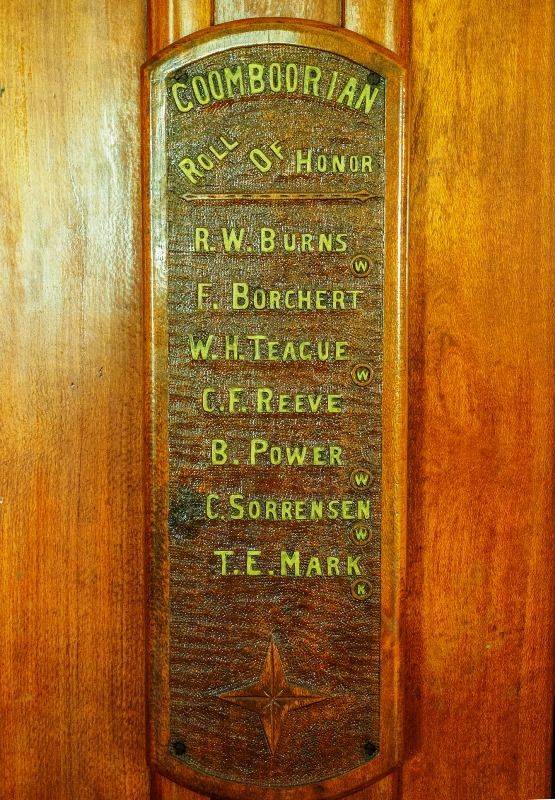 COOMBOORIAN
ROLL OF HONOR
R. W. BURNS
W
F. BORCHERT
W. H. TEAGUE
W
C. F. REEVE
B. POWER
W
C. SORRENSEN
W
T. E. MARK
K